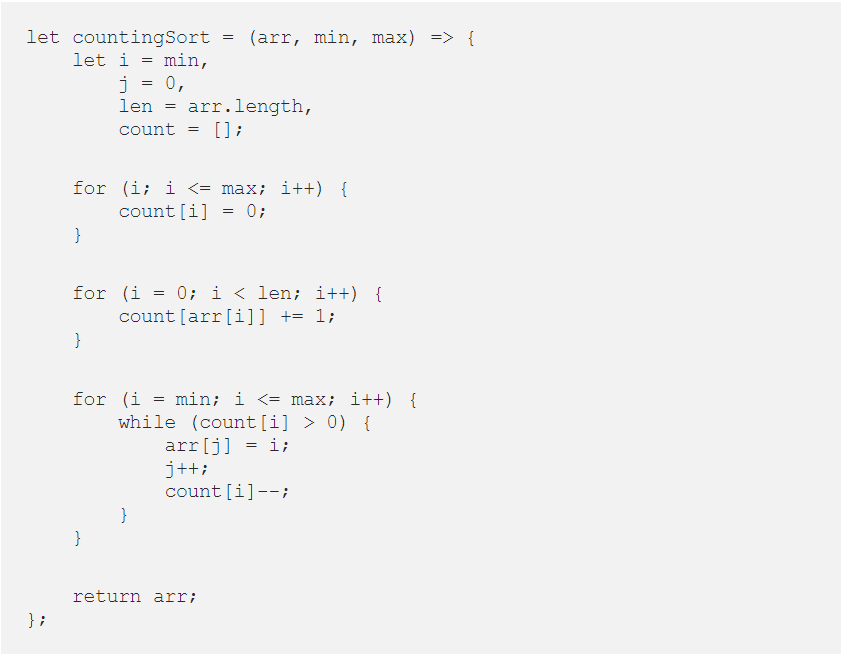 let countingSort = (arr, min, max) => {
    let i = min,
        j = 0,
        len = arr.length,
        count = [];
    for (i; i <= max; i++) {
        count[i] = 0;
    }
    for (i = 0; i < len; i++) {
        count[arr[i]] += 1;
    }
    for (i = min; i <= max; i++) {
        while (count[i] > 0) {
            arr[j] = i;
            j++;
            count[i]--;
        }
    }
    return arr;
};